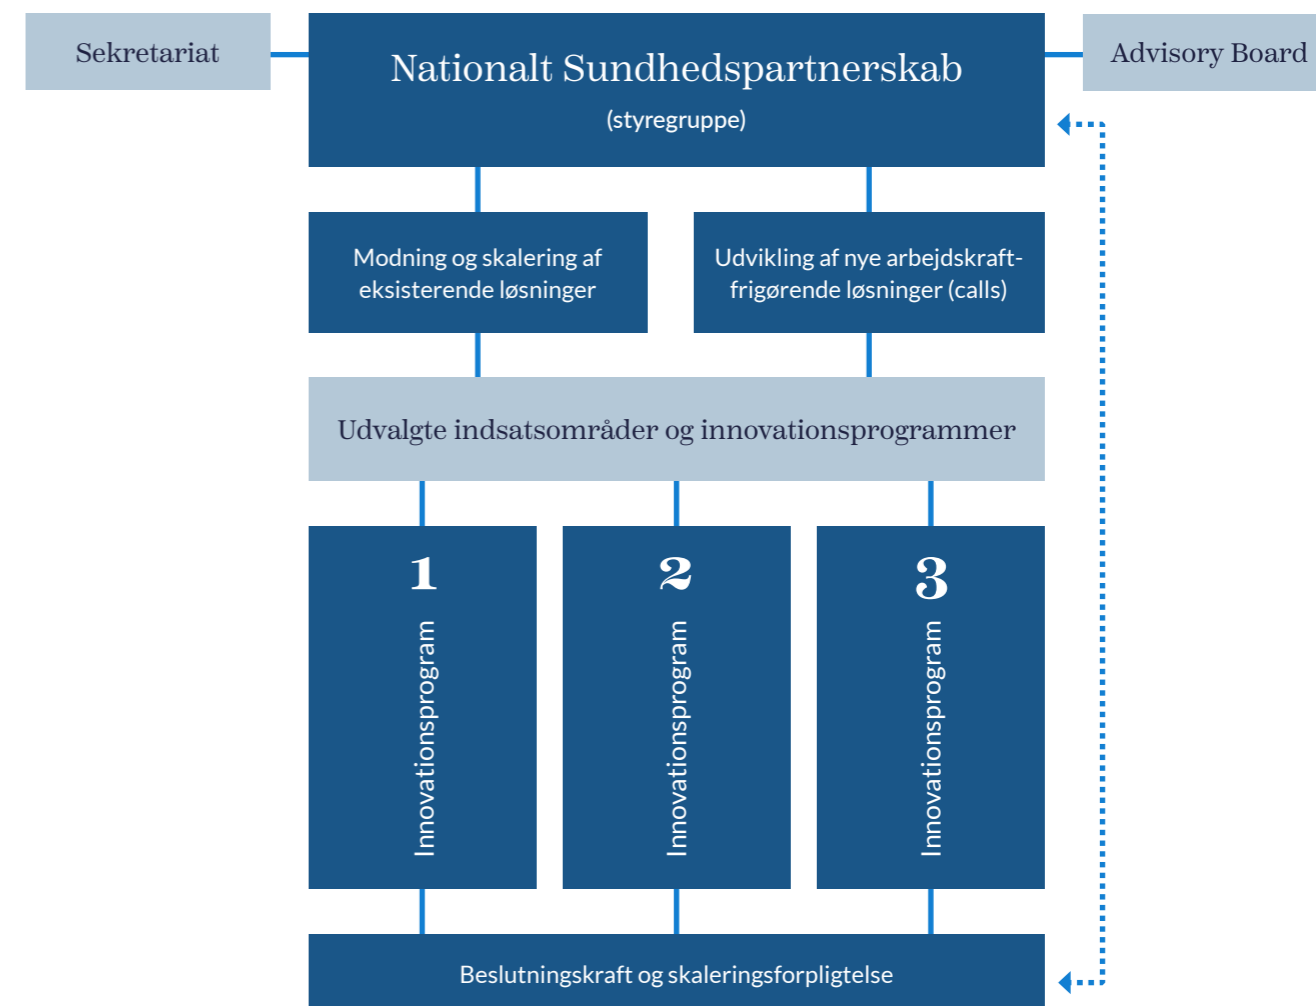 Sekretariat
Nationalt Sundhedspartnerskab
(styregruppe)
Advisory Board
Modning og skalering af
eksisterende løsninger
Udvikling af nye arbejdskraft-
frigørende løsninger (calls)
Udvalgte indsatsområder og innovationsprogrammer
1
Innovationsprogram
2
Innovationsprogram
3
Innovationsprogram
Beslutningskraft og skaleringsforpligtelse